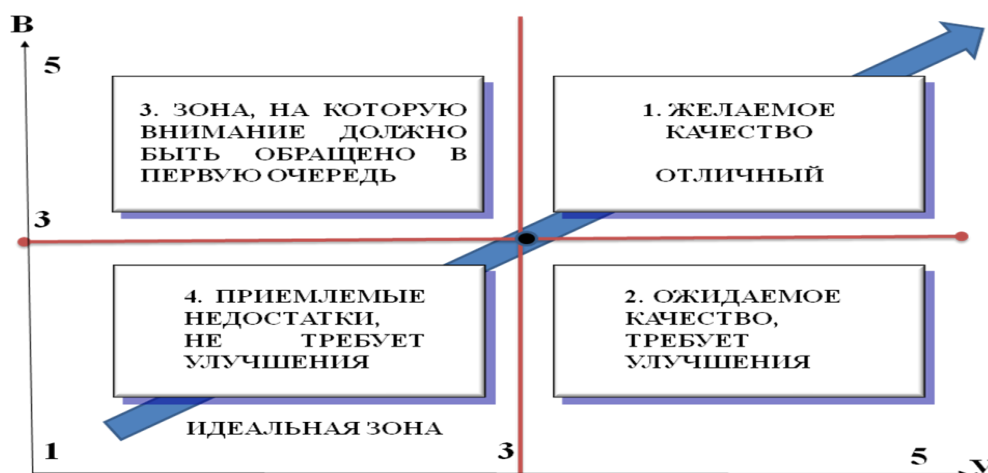 В
5
3. ЗОНА, НА КОТОРУЮ
ВНИМАНИЕ ДОЛЖНО
БЫТЬ ОБРАЩЕНО В
ПЕРВУЮ ОЧЕРЕДЬ
1. ЖЕЛАЕМОЕ
КАЧЕСТВО
ОТЛИЧНЫЙ
3
4. ПРИЕМЛЕМЫЕ
НЕДОСТАТКИ,
НЕ ТРЕБУЕТ
УЛУЧШЕНИЯ
2. ОЖИДАЕМОЕ
КАЧЕСТВО,
ТРЕБУЕТ
УЛУЧШЕНИЯ
ИДЕАЛЬНАЯ ЗОНА
1
3
5
У